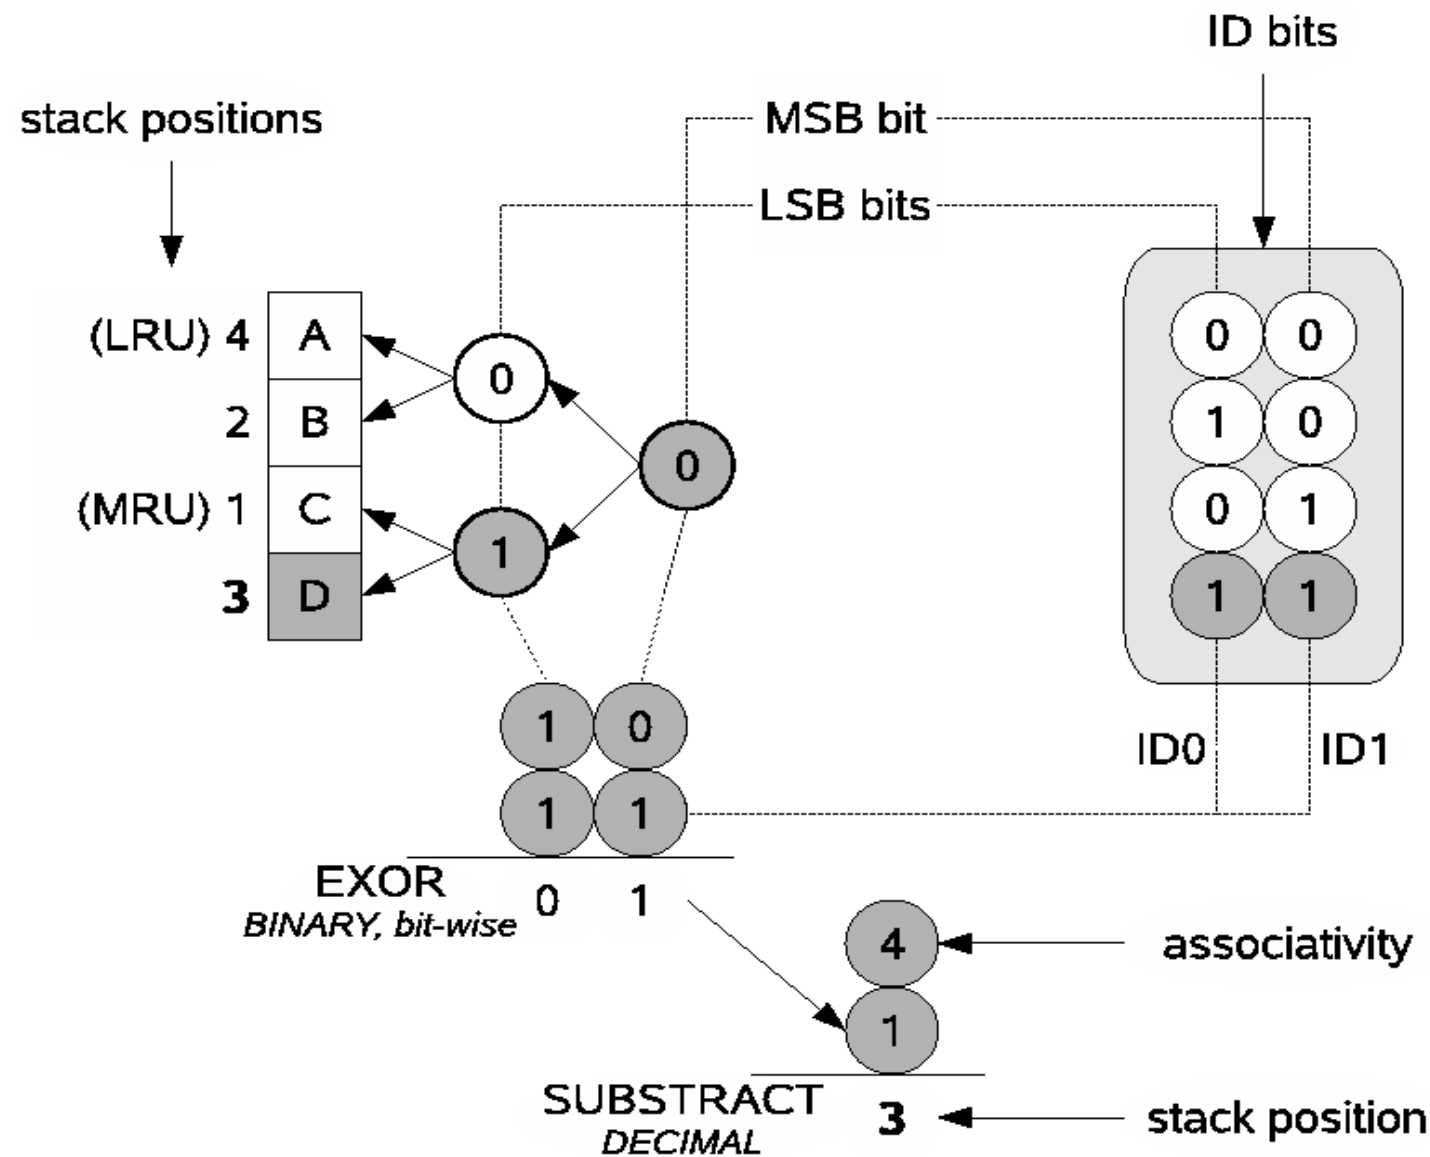 ID bits
stack positions
MSB bit
LSB bits
(LRU) 4 A
0
0 0
2 B
1 0
0
(MRU) 1 C
0 1
1
3 D
1 1
1 0
ID0 ID1
1 1
EXOR
0 1
BINARY, bit-wise
4
associativity
1
SUBSTRACT
3
stack position
DECIMAL